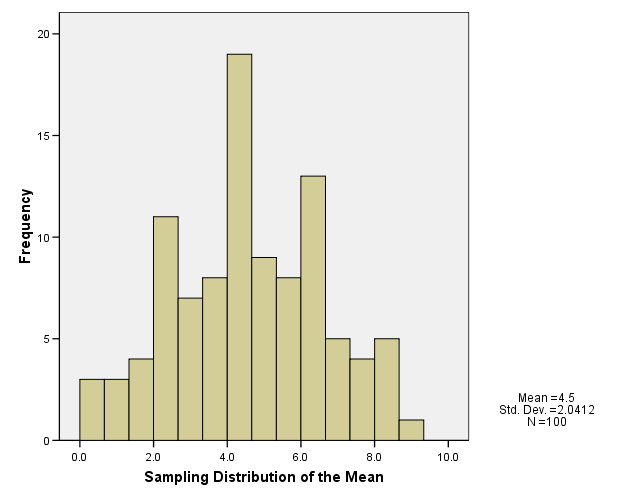 20
15
10
5
0
Frequency
0.0 2.0 4.0 6.0 8.0 10.0
Sampling Distribution of the Mean
Mean =4.5
Std. Dev. =2.0412
N =100